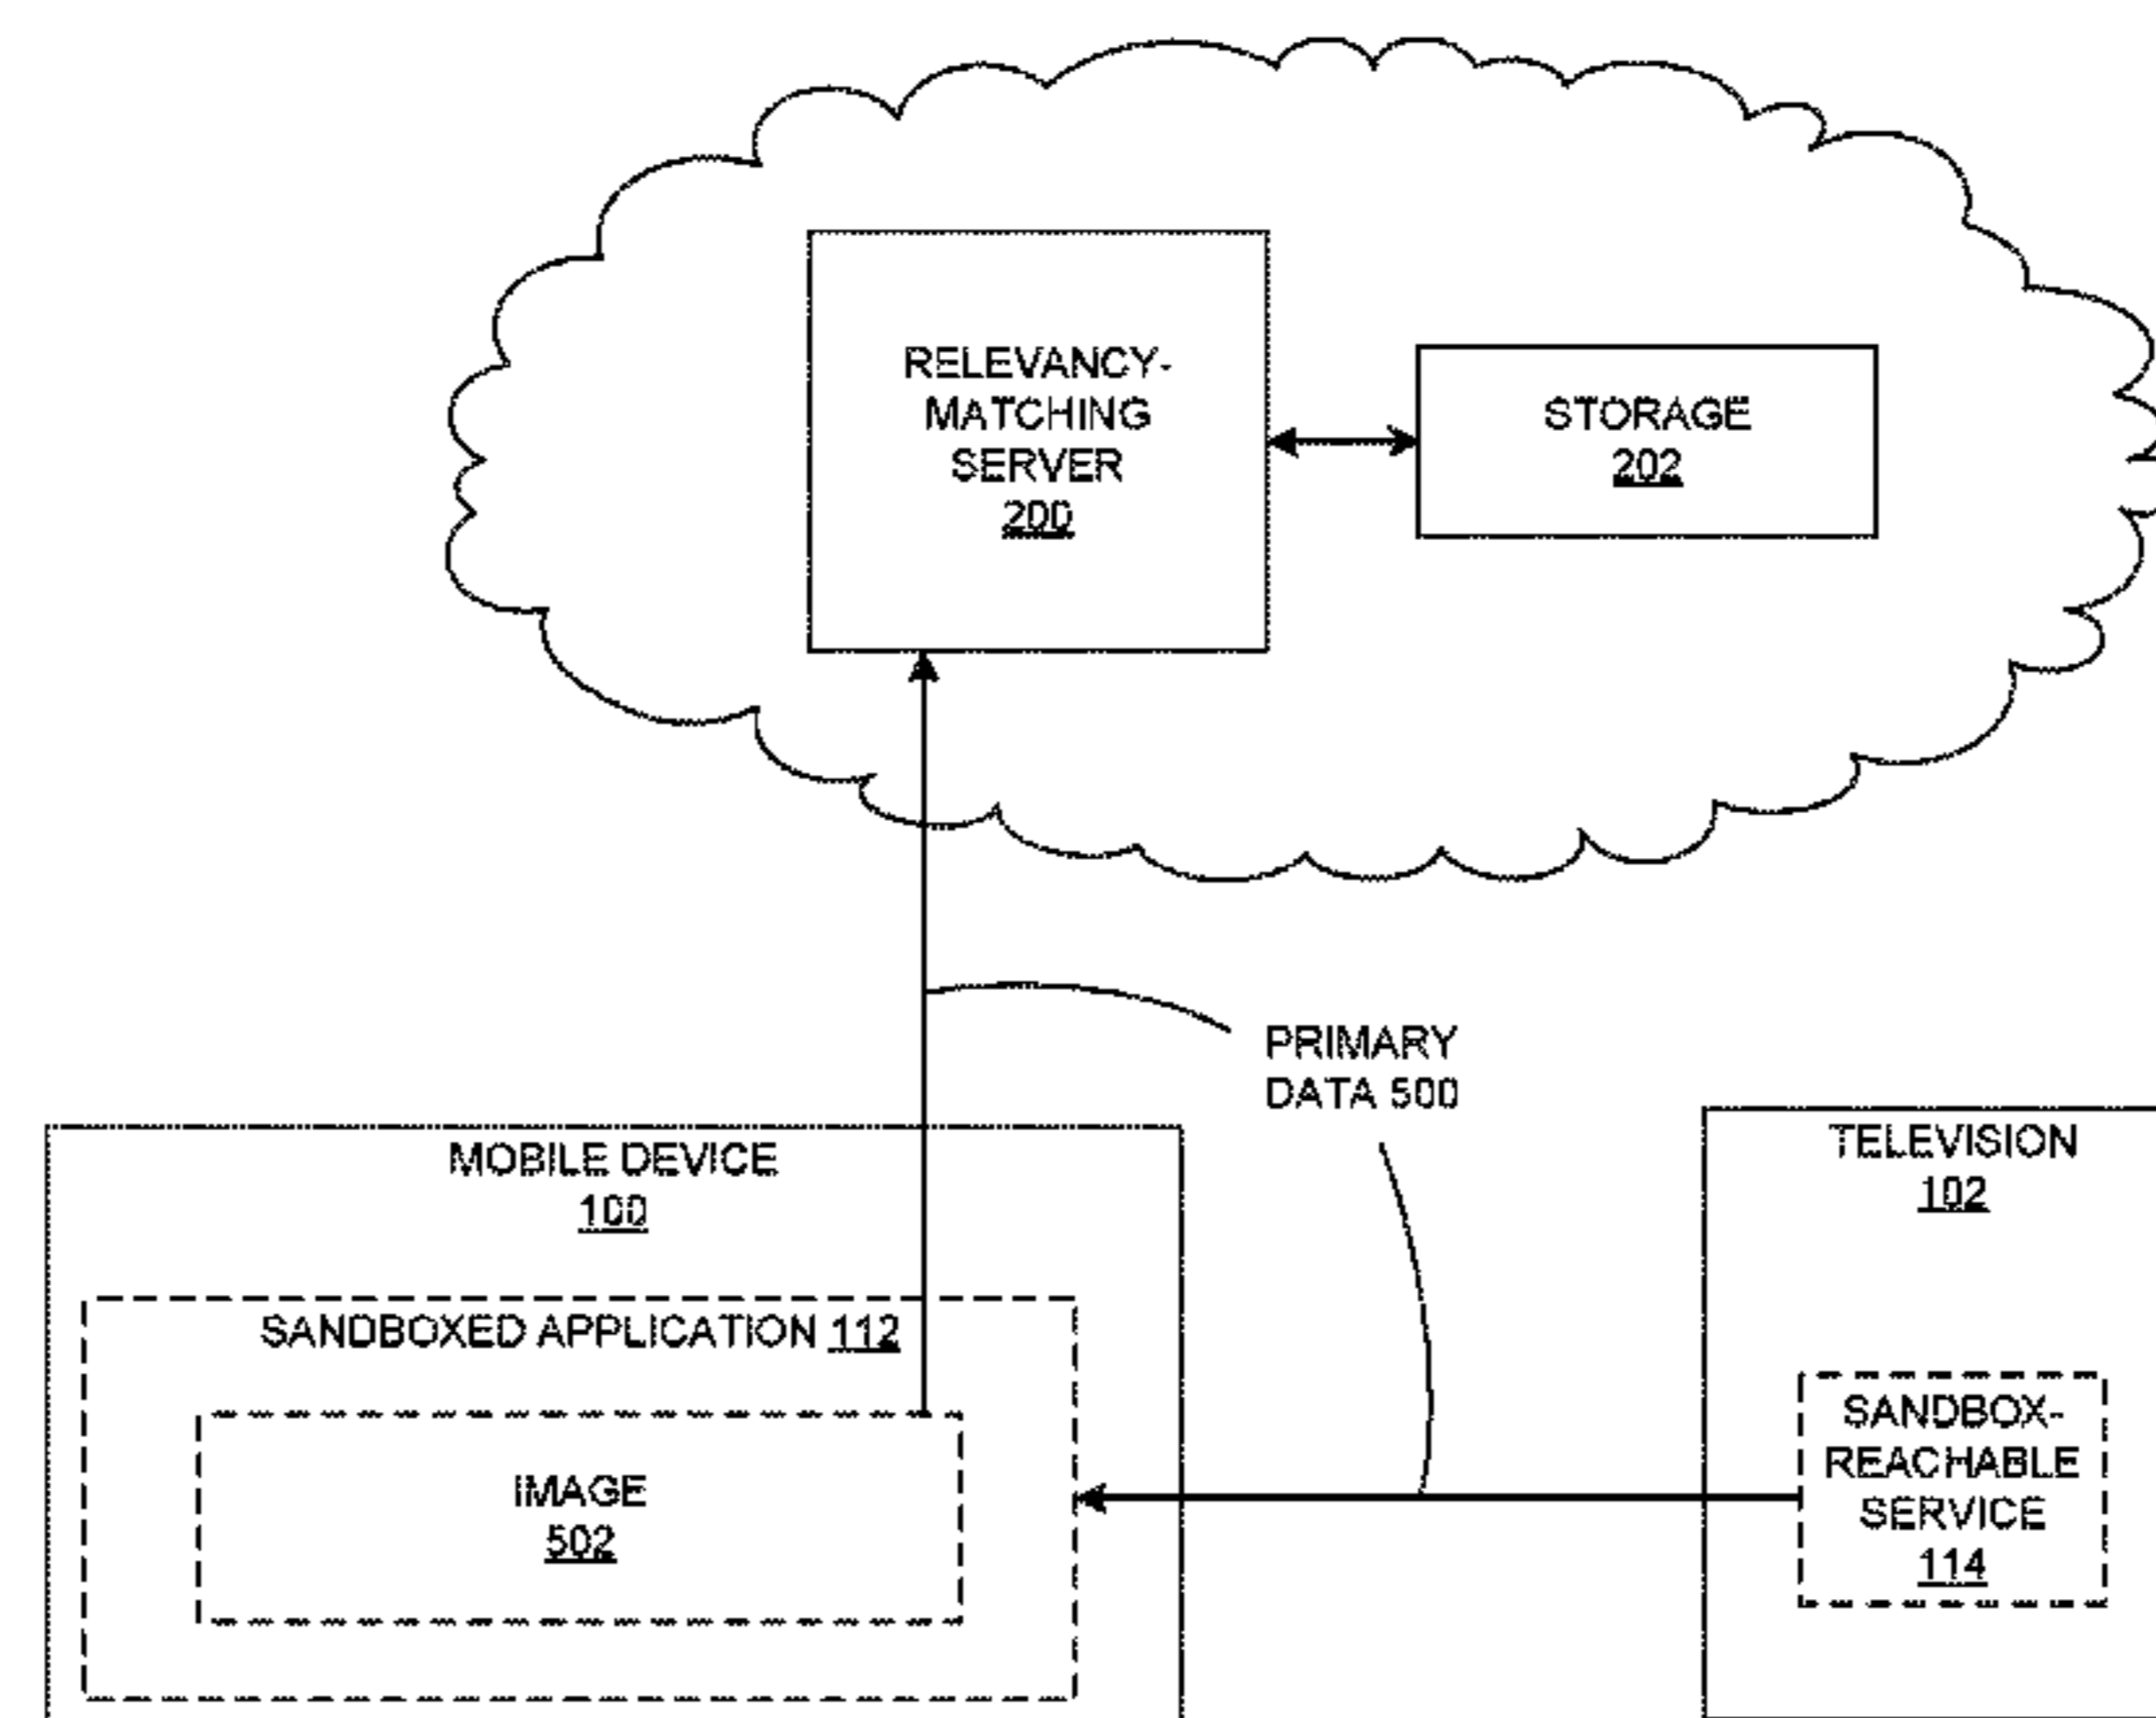 RELEVANCY-
MATCHING
SERVER
200
STORAGE
202
PRIMARY
DATA 500
MOBILE DEVICE
100
SANDBOXED APPLICATION 112
IMAGE
502
TELEVISION
102
SANDBOX-
REACHABLE
SERVICE
114